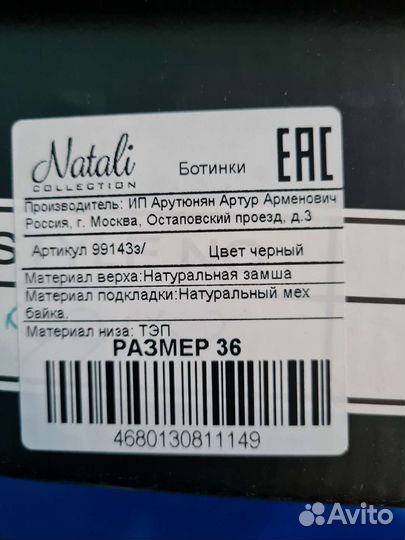 Natali
COLLECTION
Ботинки
EAC
Производитель: ИП Арутюнян Артур Арменович
Россия, г. Москва, Остаповский проезд, д.3
Артикул 99143з/ Цвет черный
Материал верха:Натуральная замша
Материал подкладки:Натуральный мех
байка,
Материал низа: ТЭП
РАЗМЕР 36
4680130811149
Avito